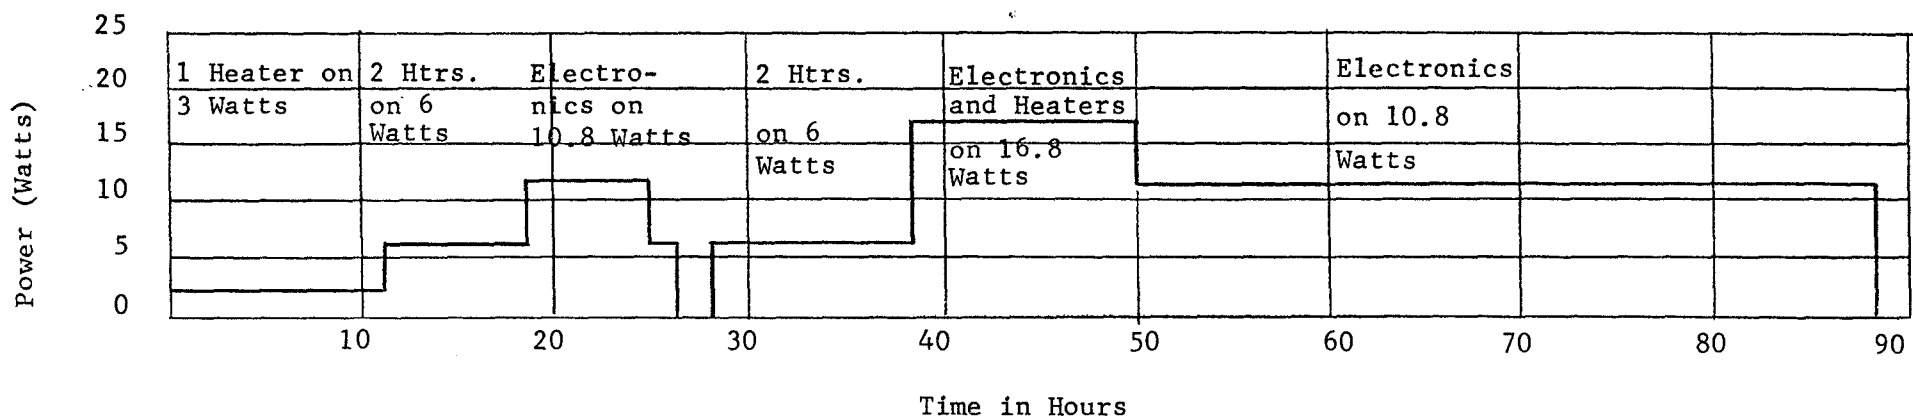 25
20
15
10
5
0
Power (Watts)
1 Heater on
3 Watts
2 Htrs.
on 6
Watts
Electro-
nics on
10.8 Watts
2 Htrs.
on 6
Watts
Electronics
and Heaters
on 16.8
Watts
Electronics
on 10.8
Watts
10 20 30 40 50 60 70 80 90
Time in Hours